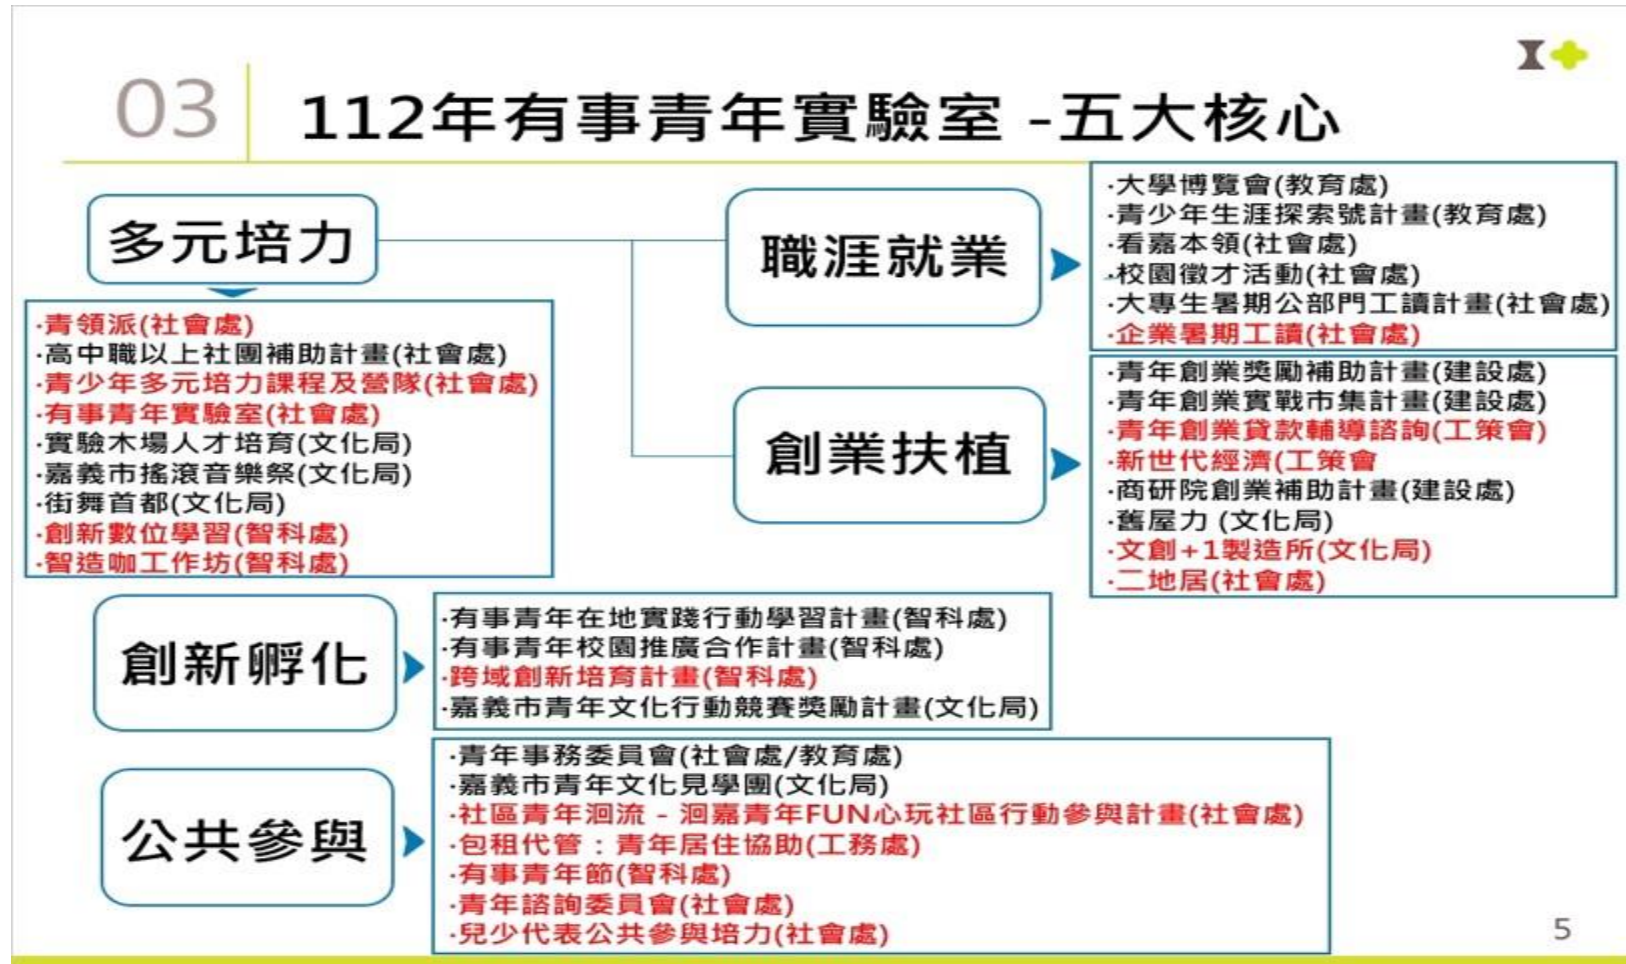 03
112年有事青年實驗室 -五大核心
多元培力
·青領派(社會處)
·高中職以上社團補助計畫(社會處)
·青少年多元培力課程及營隊(社會處)
·有事青年實驗室(社會處)
·實驗木場人才培育(文化局)
·嘉義市搖滾音樂祭(文化局)
·街舞首都(文化局)
·創新數位學習(智科處)
·智造咖工作坊(智科處)
職涯就業
·大學博覽會(教育處)
·青少年生涯探索號計畫(教育處)
·看嘉本領(社會處)
·校園徵才活動(社會處)
·大專生暑期公部門工讀計畫(社會處)
·企業暑期工讀(社會處)
創業扶植
·青年創業獎勵補助計畫(建設處)
·青年創業實戰市集計畫(建設處)
·青年創業貸款輔導諮詢(工策會)
·新世代經濟(工策會
·商研院創業補助計畫(建設處)
·舊屋力 (文化局)
·文創+1製造所(文化局)
·二地居(社會處)
創新孵化
·有事青年在地實踐行動學習計畫(智科處)
·有事青年校園推廣合作計畫(智科處)
·跨域創新培育計畫(智科處)
·嘉義市青年文化行動競賽獎勵計畫(文化局)
公共參與
·青年事務委員會(社會處/教育處)
·嘉義市青年文化見學團(文化局)
·社區青年洄流 - 洄嘉青年FUN心玩社區行動參與計畫(社會處)
·包租代管：青年居住協助(工務處)
·有事青年節(智科處)
·青年諮詢委員會(社會處)
·兒少代表公共參與培力(社會處)
5